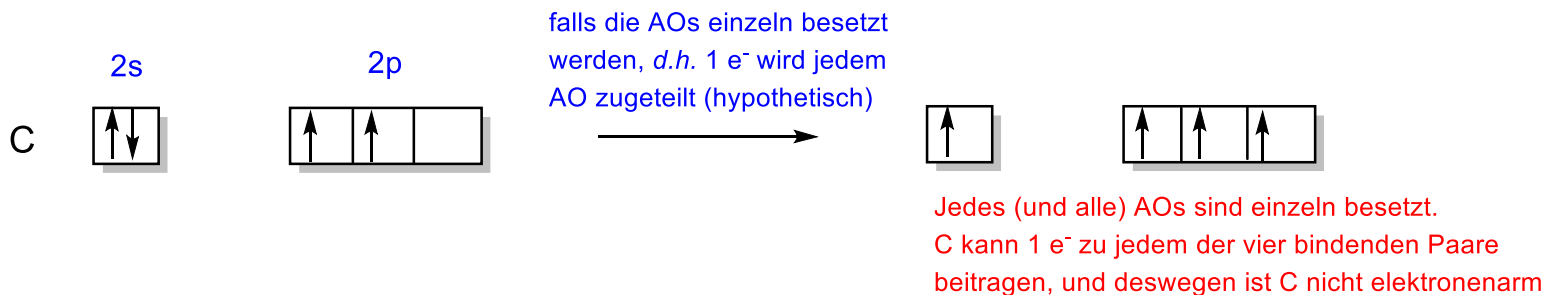 falls die AOs einzeln besetzt
werden, d.h. 1 e⁻ wird jedem
AO zugeteilt (hypothetisch)
2s
2p
C
Jedes (und alle) AOs sind einzeln besetzt.
C kann 1 e⁻ zu jedem der vier bindenden Paare
beitragen, und deswegen ist C nicht elektronenarm